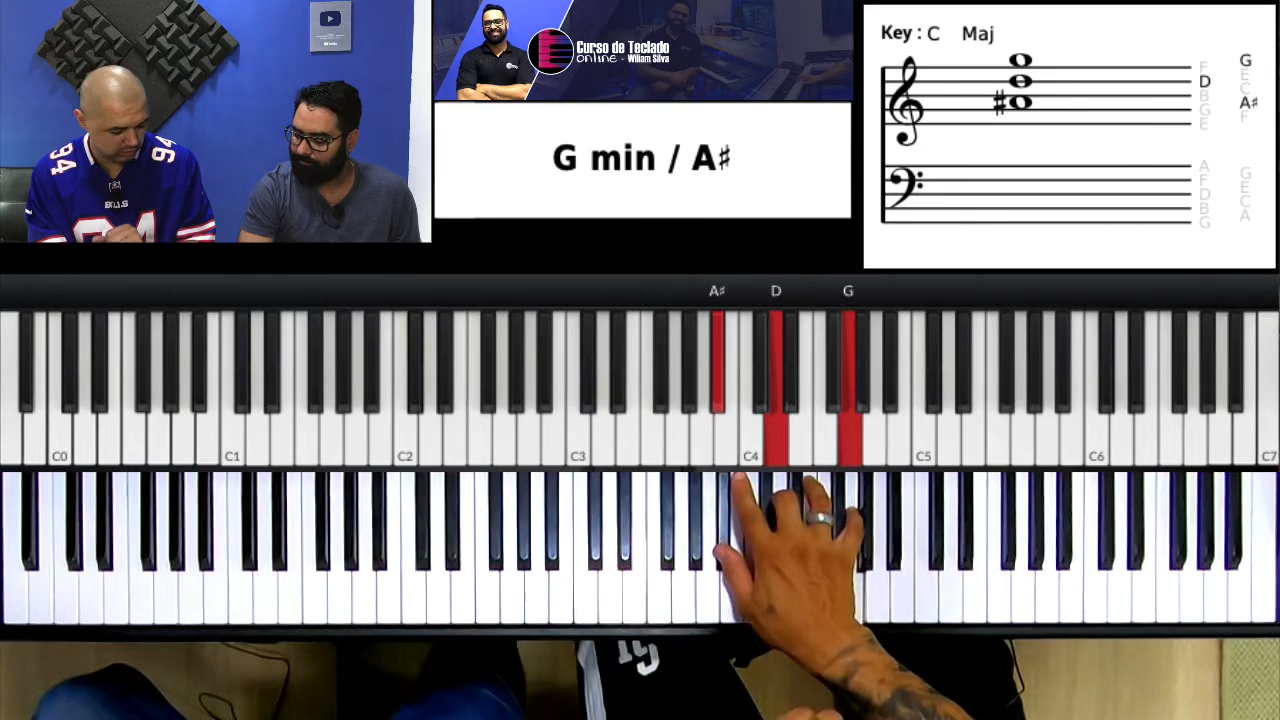 94
94
BILLS
Curso de Teclado
online - Wiliam Silva
G min / A♯
Key : C Maj
F
D
B
G
E
G
E
C
A♯
F
A
F
D
B
G
G
E
C
A
A♯ D G
C0 C1 C2 C3 C4 C5 C6 C7